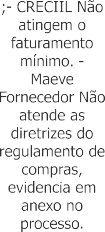 ;- CRECIIL Não
atingem o
faturamento
mínimo. -
Maeve
Fornecedor Não
atende as
diretrizes do
regulamento de
compras,
evidencia em
anexo no
processo.